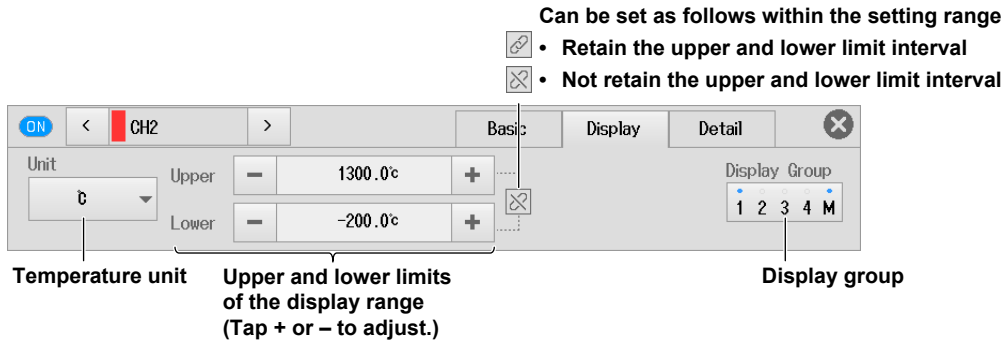 Can be set as follows within the setting range
• Retain the upper and lower limit interval
• Not retain the upper and lower limit interval
ON < CH2 > Basic Display Detail
Unit
Upper − 1300.0℃ +
Display Group
℃
1 2 3 4 M
Lower − -200.0℃ +
Temperature unit
Upper and lower limits
of the display range
(Tap + or – to adjust.)
Display group